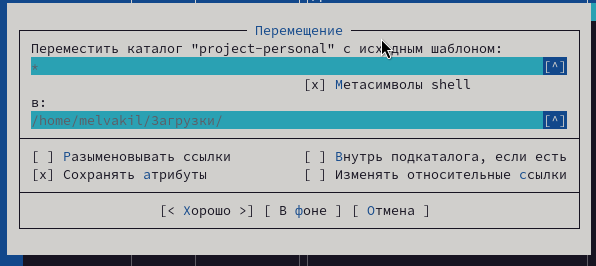 Перемещение
Переместить каталог "project-personal" с исходным шаблоном:
*
[^]
[x] Метасимволы shell
в:
/home/melvakil/Загрузки/
[^]
[ ] Разыменовывать ссылки
[ ] Внутрь подкаталога, если есть
[x] Сохранять атрибуты
[ ] Изменять относительные ссылки
[< Хорошо >] [ В фоне ] [ Отмена ]